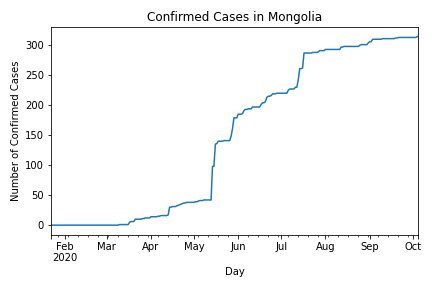 Confirmed Cases in Mongolia
Number of Confirmed Cases
300
250
200
150
100
50
0
Feb Mar Apr May Jun Jul Aug Sep Oct
2020
Day